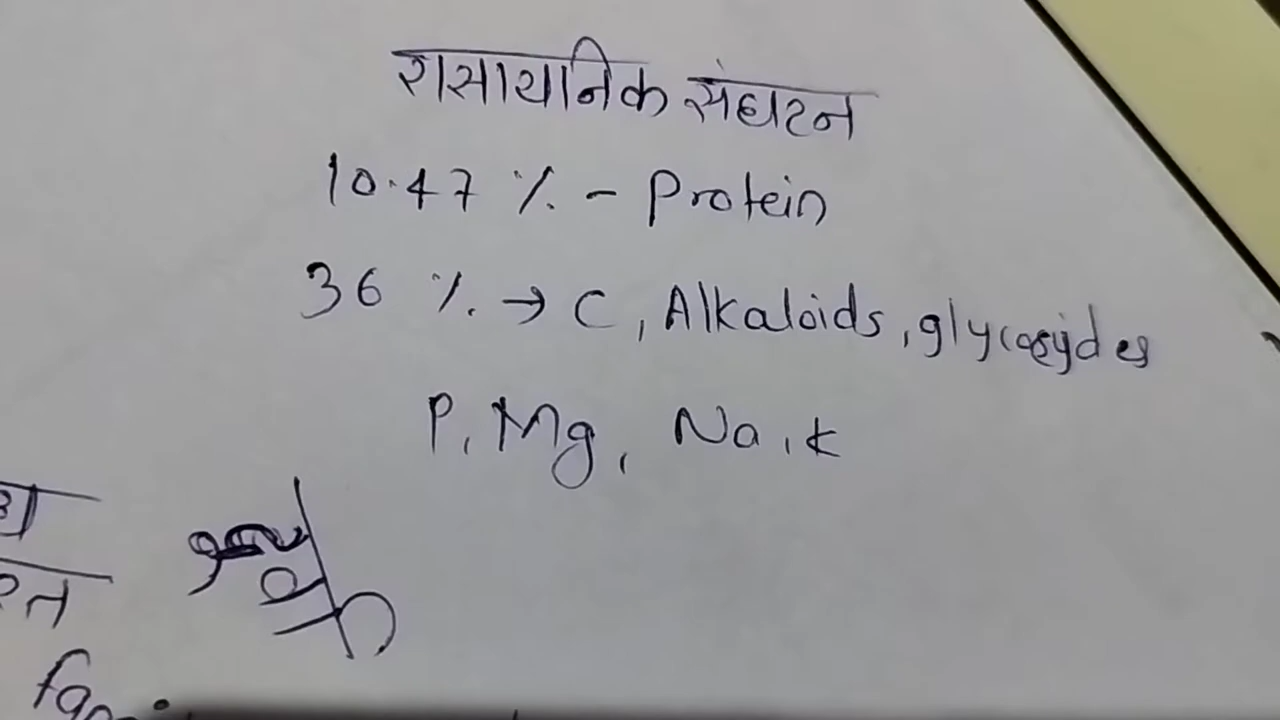 रासायनिक संघटन
10.47 % - Protein
36 % → C, Alkaloids, glycosydes
P, Mg, Na, K